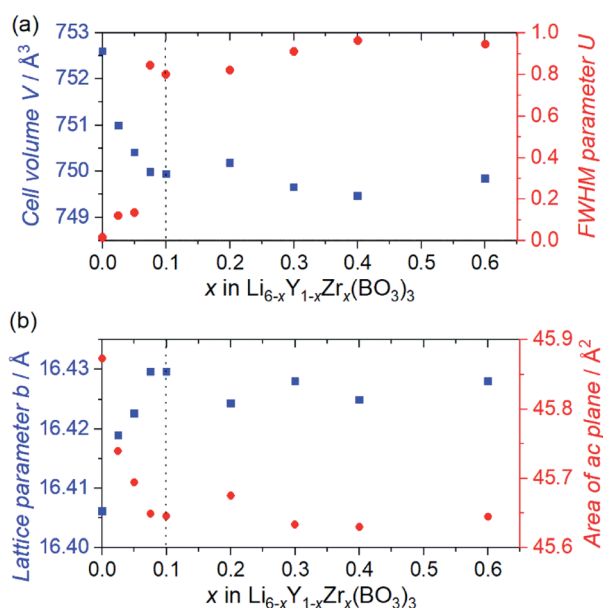 (a)
753
752
751
750
749
Cell volume V / Å³
1.0
0.8
0.6
0.4
0.2
0.0
FWHM parameter U
0.0 0.1 0.2 0.3 0.4 0.5 0.6
x in Li₆₋ₓY₁₋ₓZrₓ(BO₃)₃
(b)
16.43
16.42
16.41
16.40
Lattice parameter b / Å
45.9
45.8
45.7
45.6
Area of ac plane / Å²
0.0 0.1 0.2 0.3 0.4 0.5 0.6
x in Li₆₋ₓY₁₋ₓZrₓ(BO₃)₃